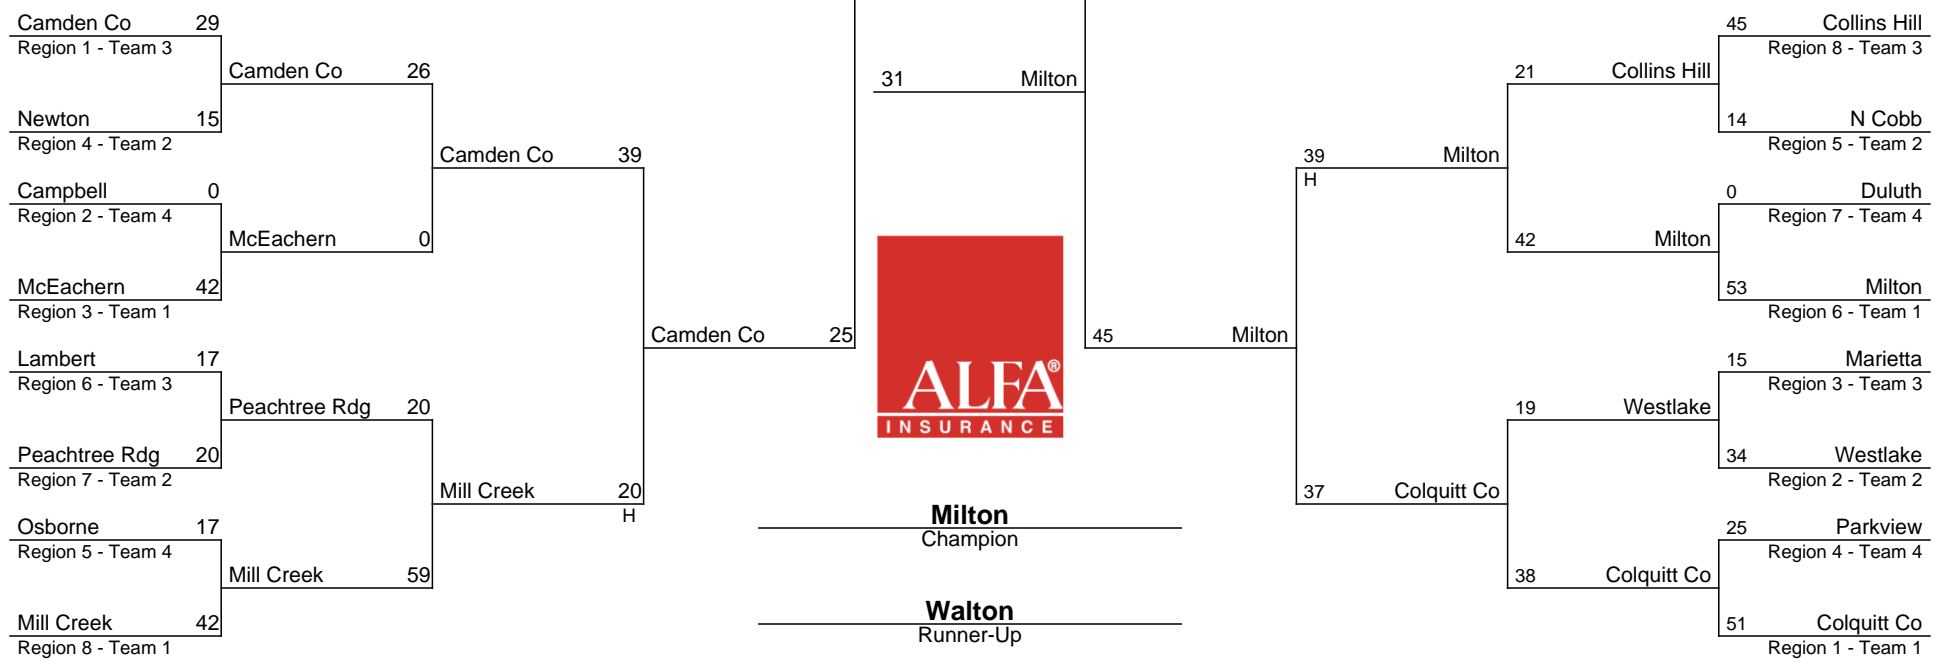 Camden Co 29
Region 1 - Team 3
Camden Co 26
Newton 15
Region 4 - Team 2
Camden Co 39
Campbell 0
Region 2 - Team 4
McEachern 0
McEachern 42
Region 3 - Team 1
Camden Co 25
Lambert 17
Region 6 - Team 3
Peachtree Rdg 20
Peachtree Rdg 20
Region 7 - Team 2
Mill Creek 20
H
Osborne 17
Region 5 - Team 4
Mill Creek 59
Mill Creek 42
Region 8 - Team 1
31 Milton
ALFA®
INSURANCE
Milton
Champion
Walton
Runner-Up
45 Collins Hill
Region 8 - Team 3
21 Collins Hill
14 N Cobb
Region 5 - Team 2
39 Milton
H
0 Duluth
Region 7 - Team 4
42 Milton
53 Milton
Region 6 - Team 1
45 Milton
15 Marietta
Region 3 - Team 3
19 Westlake
34 Westlake
Region 2 - Team 2
37 Colquitt Co
25 Parkview
Region 4 - Team 4
38 Colquitt Co
51 Colquitt Co
Region 1 - Team 1